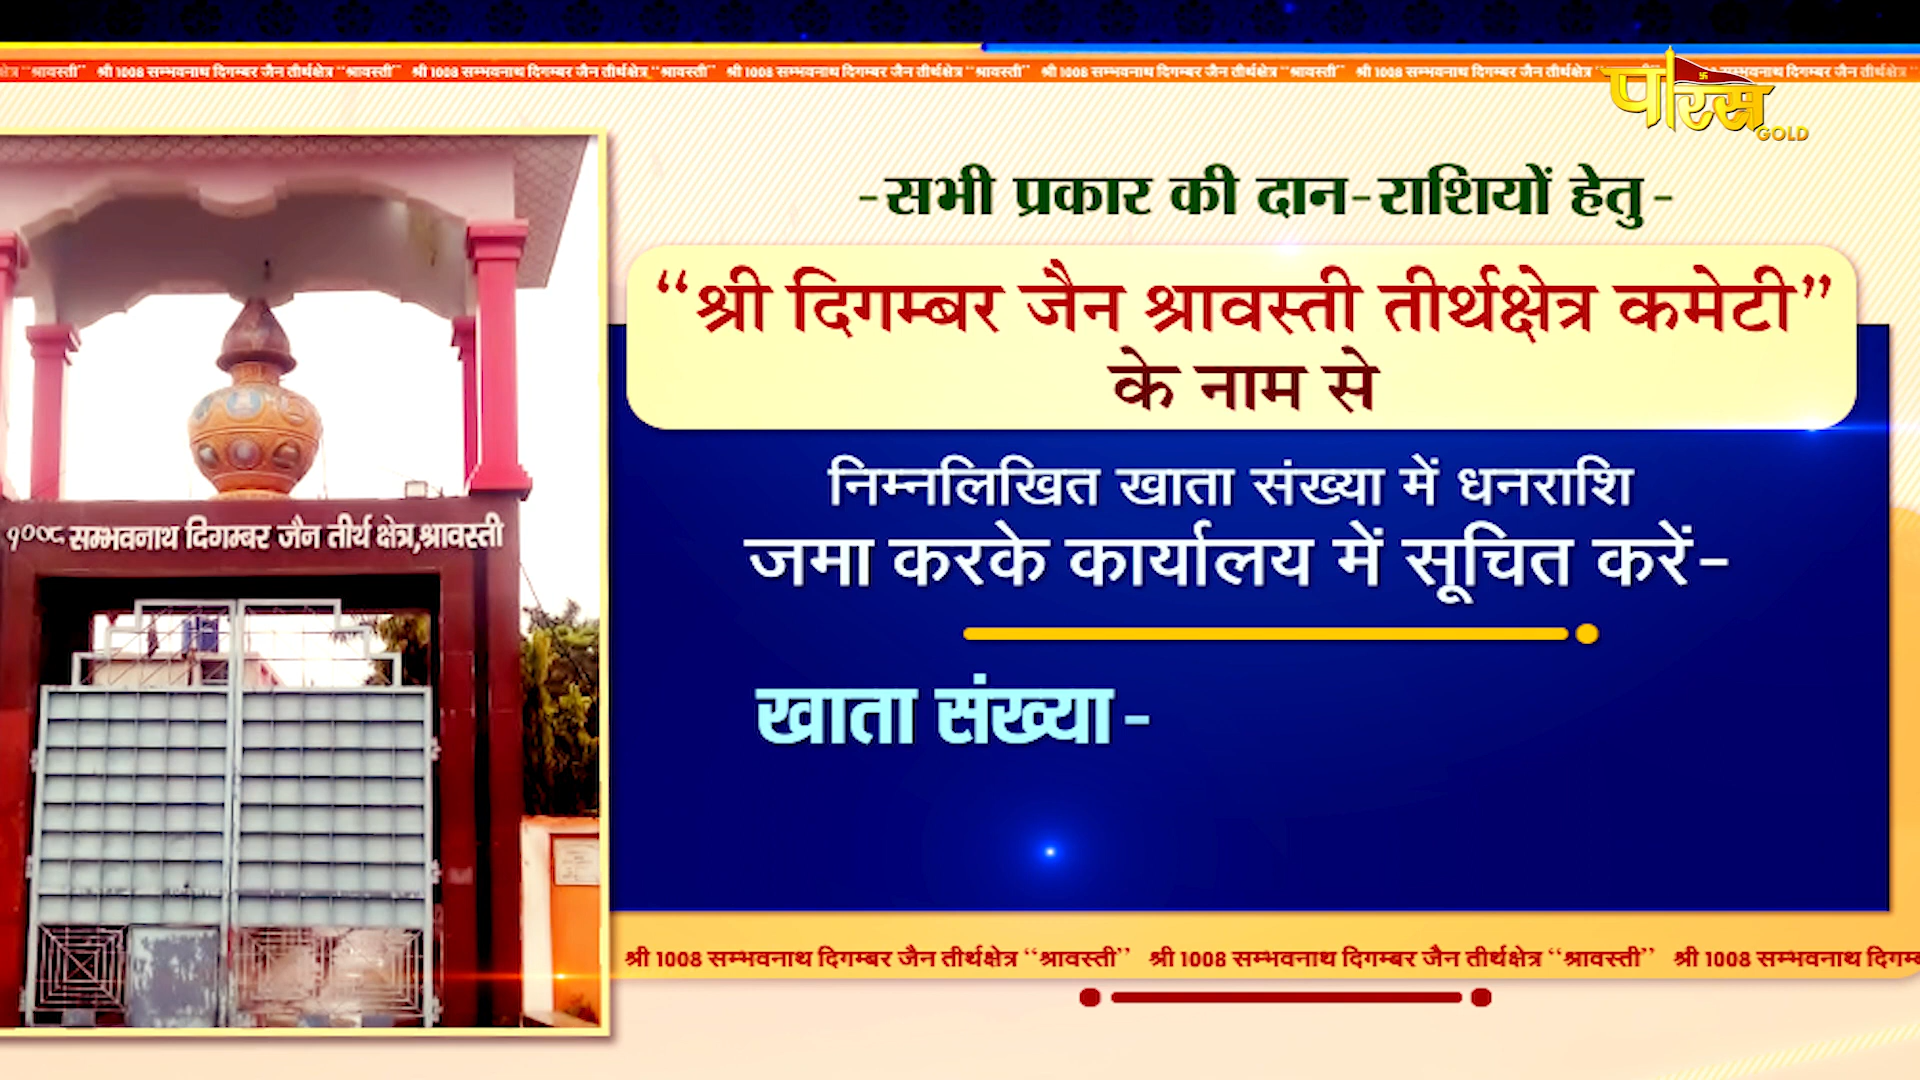 श्री 1008 सम्भवनाथ दिगम्बर जैन तीर्थक्षेत्र ‘‘श्रावस्ती’’ श्री 1008 सम्भवनाथ दिगम्बर जैन तीर्थक्षेत्र ‘‘श्रावस्ती’’ श्री 1008 सम्भवनाथ दिगम्बर जैन तीर्थक्षेत्र ‘‘श्रावस्ती’’ श्री 1008 सम्भवनाथ दिगम्बर जैन तीर्थक्षेत्र ‘‘श्रावस्ती’’ श्री 1008 सम्भवनाथ दिगम्बर जैन तीर्थक्षेत्र
पारस
GOLD
-सभी प्रकार की दान-राशियों हेतु-
“श्री दिगम्बर जैन श्रावस्ती तीर्थक्षेत्र कमेटी”
के नाम से
निम्नलिखित खाता संख्या में धनराशि
जमा करके कार्यालय में सूचित करें-
खाता संख्या-
१००८ सम्भवनाथ दिगम्बर जैन तीर्थ क्षेत्र,श्रावस्ती
श्री 1008 सम्भवनाथ दिगम्बर जैन तीर्थक्षेत्र ‘‘श्रावस्ती’’ श्री 1008 सम्भवनाथ दिगम्बर जैन तीर्थक्षेत्र ‘‘श्रावस्ती’’ श्री 1008 सम्भवनाथ